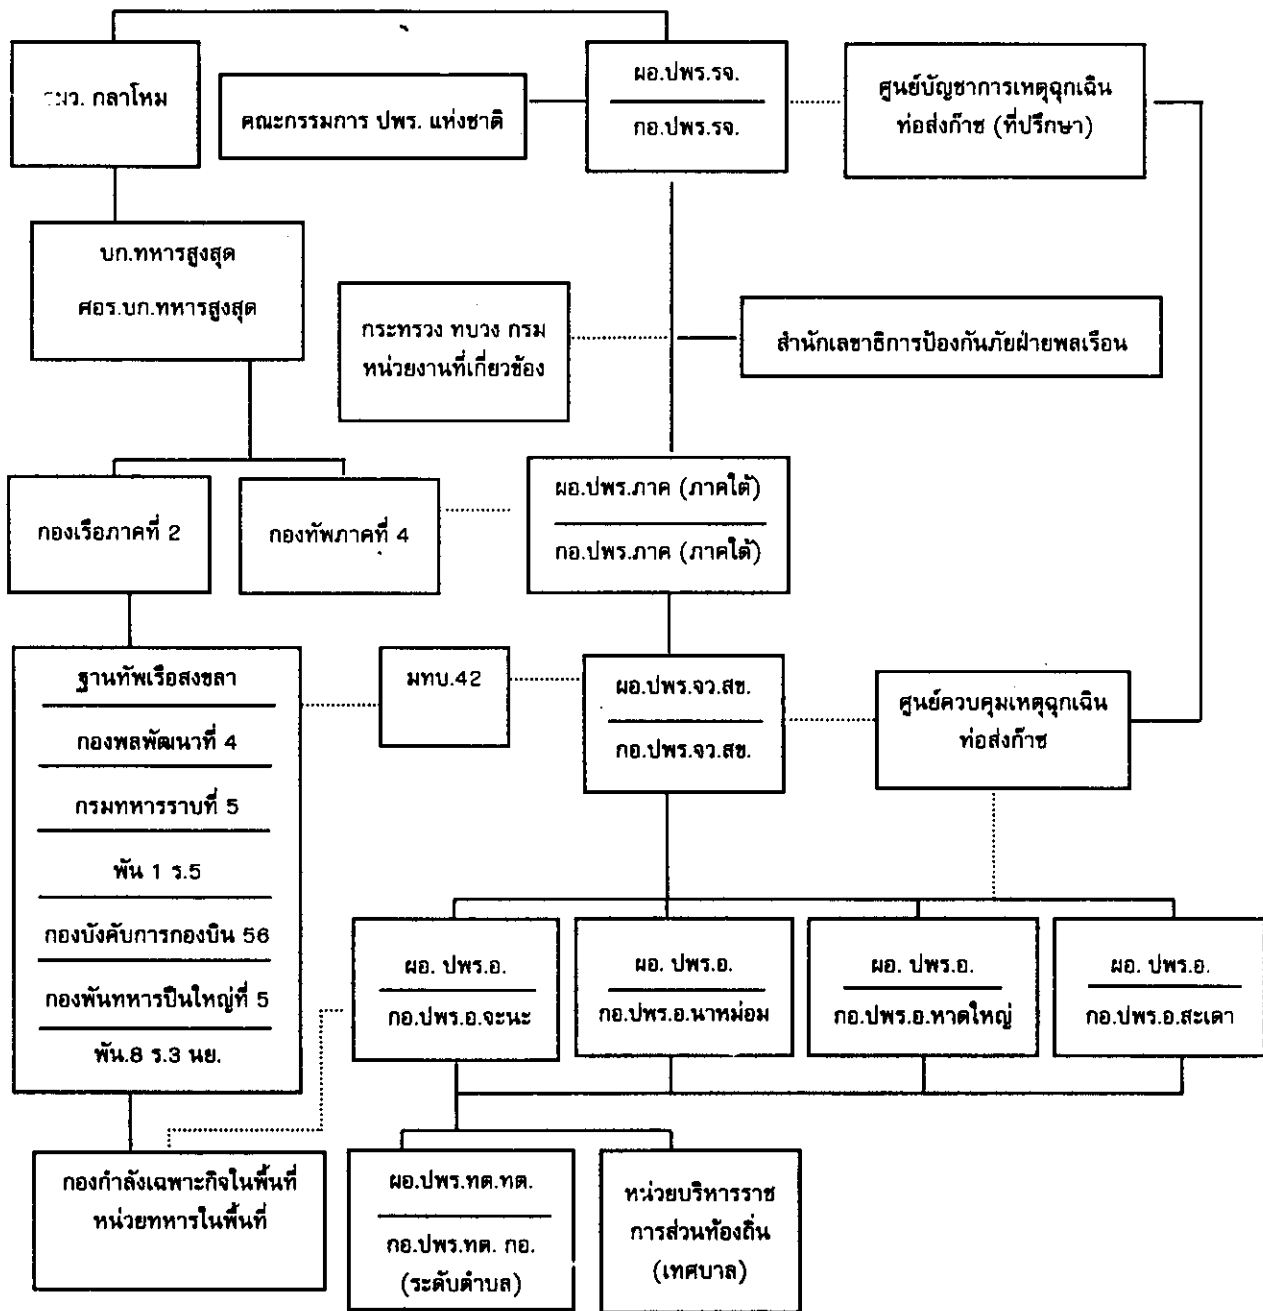 กลาโหม
คณะกรรมการ ปพร. แห่งชาติ
ผอ.ปพร.รจ.
กอ.ปพร.รจ.
ศูนย์บัญชาการเหตุฉุกเฉิน
ท่อส่งก๊าซ (ที่ปรึกษา)
บก.ทหารสูงสุด
ศอร.บก.ทหารสูงสุด
กระทรวง ทบวง กรม
หน่วยงานที่เกี่ยวข้อง
สำนักเลขาธิการป้องกันภัยฝ่ายพลเรือน
กองเรือภาคที่ 2
กองทัพภาคที่ 4
ผอ.ปพร.ภาค (ภาคใต้)
กอ.ปพร.ภาค (ภาคใต้)
ฐานทัพเรือสงขลา
กองพลพัฒนาที่ 4
กรมทหารราบที่ 5
พัน 1 ร.5
กองบังคับการกองบิน 56
กองพันทหารปืนใหญ่ที่ 5
พัน.8 ร.3 นย.
มทบ.42
ผอ.ปพร.จว.สข.
กอ.ปพร.จว.สข.
ศูนย์ควบคุมเหตุฉุกเฉิน
ท่อส่งก๊าซ
ผอ. ปพร.อ.
กอ.ปพร.อ.จะนะ
ผอ. ปพร.อ.
กอ.ปพร.อ.นาหม่อม
ผอ. ปพร.อ.
กอ.ปพร.อ.หาดใหญ่
ผอ. ปพร.อ.
กอ.ปพร.อ.สะเดา
กองกำลังเฉพาะกิจในพื้นที่
หน่วยทหารในพื้นที่
ผอ.ปพร.ทต.ทต.
กอ.ปพร.ทต. กอ.
(ระดับตำบล)
หน่วยบริหารราช
การส่วนท้องถิ่น
(เทศบาล)